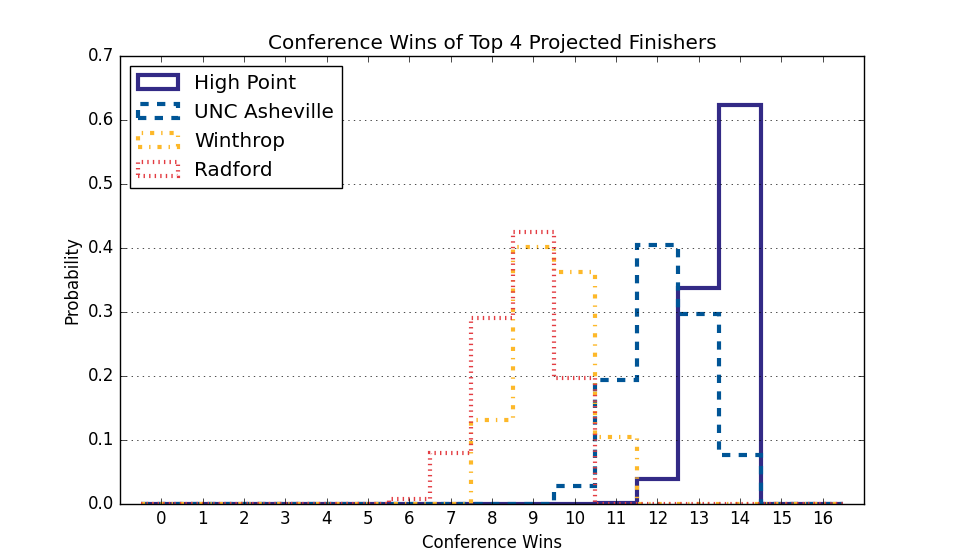 Conference Wins of Top 4 Projected Finishers
0.7
High Point
UNC Asheville
Winthrop
Radford
0.6
0.5
0.4
0.3
0.2
0.1
0.0
Probability
0 1 2 3 4 5 6 7 8 9 10 11 12 13 14 15 16
Conference Wins